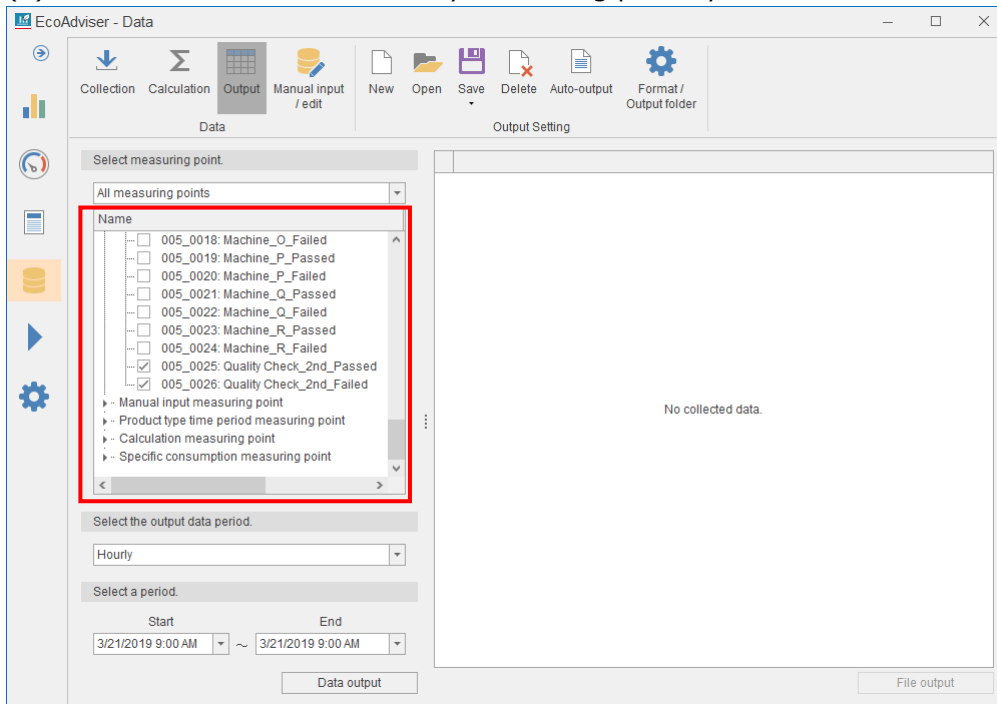 EcoAdviser - Data
Collection Calculation Output Manual input / edit New Open Save Delete Auto-output Format / Output folder
Data Output Setting
Select measuring point.
All measuring points
Name
005_0018: Machine_O_Failed
005_0019: Machine_P_Passed
005_0020: Machine_P_Failed
005_0021: Machine_Q_Passed
005_0022: Machine_Q_Failed
005_0023: Machine_R_Passed
005_0024: Machine_R_Failed
005_0025: Quality Check_2nd_Passed
005_0026: Quality Check_2nd_Failed
Manual input measuring point
Product type time period measuring point
Calculation measuring point
Specific consumption measuring point
No collected data.
Select the output data period.
Hourly
Select a period.
Start End
3/21/2019 9:00 AM ~ 3/21/2019 9:00 AM
Data output File output